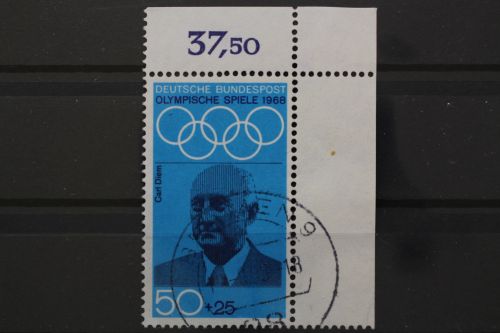 37,50
DEUTSCHE BUNDESPOST
OLYMPISCHE SPIELE 1968
Carl Diem
50 +25